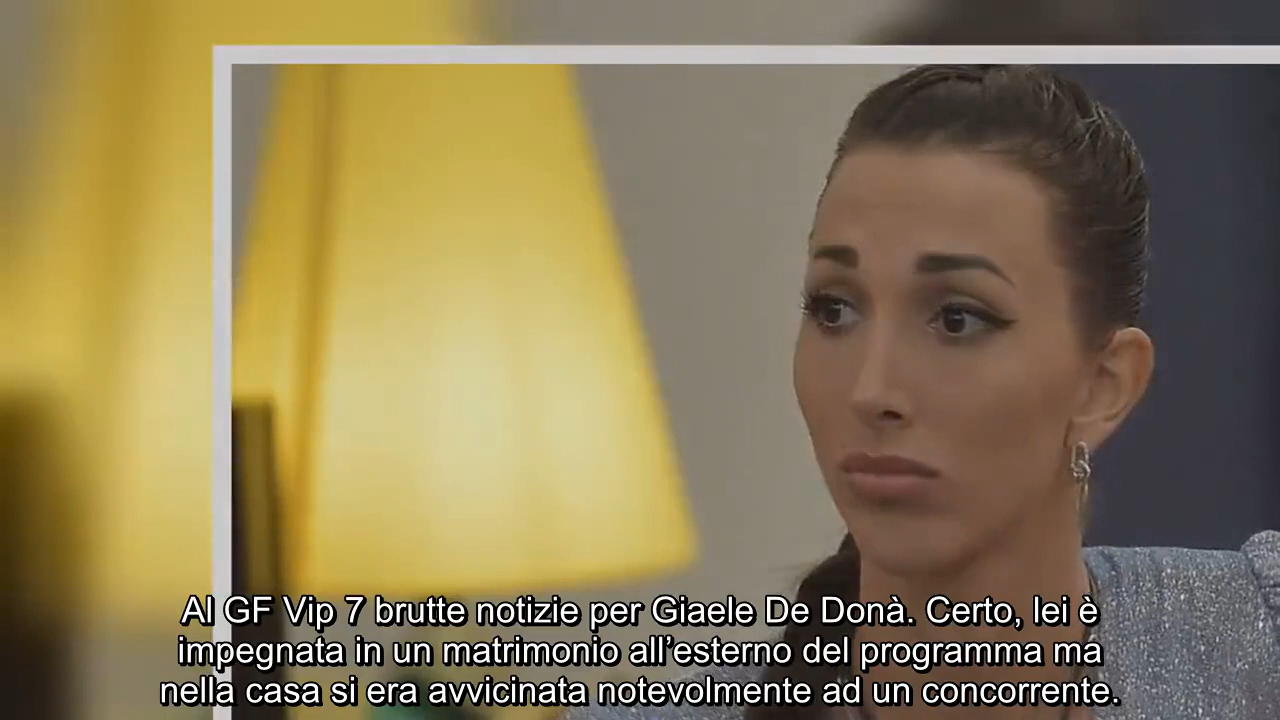 Al GF Vip 7 brutte notizie per Giaele De Donà. Certo, lei è
impegnata in un matrimonio all’esterno del programma ma
nella casa si era avvicinata notevolmente ad un concorrente.